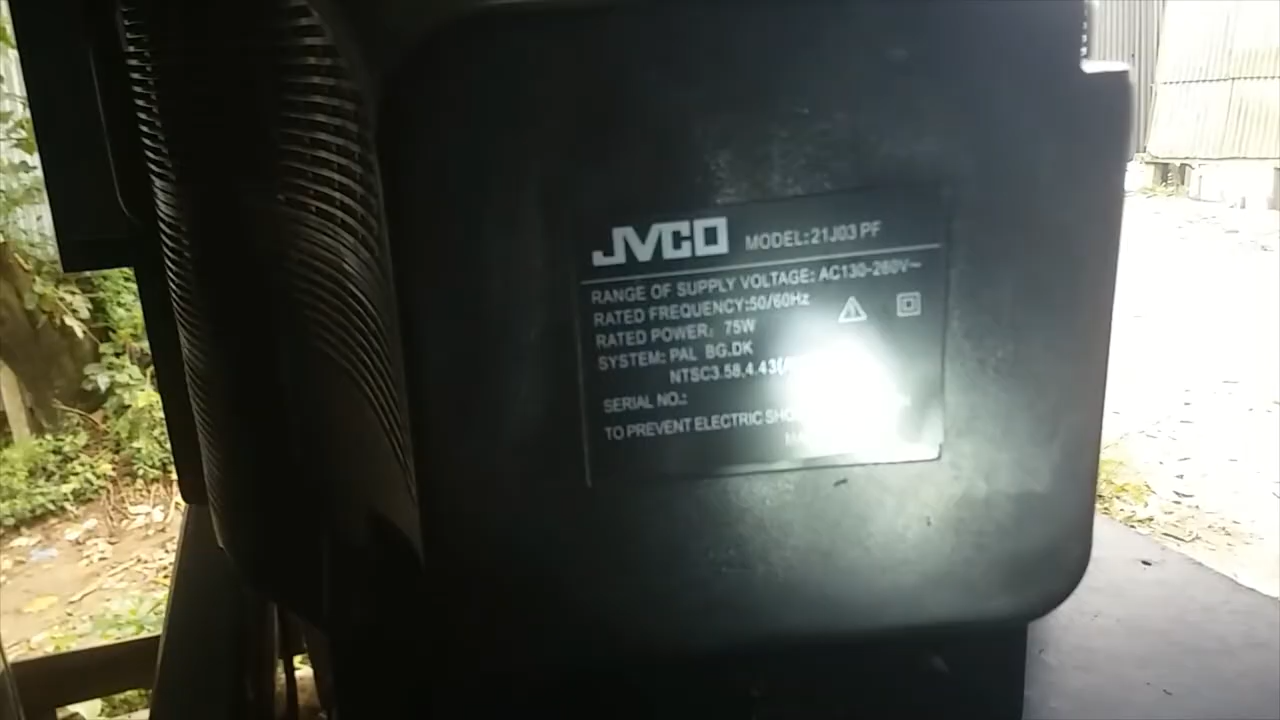 JVCO MODEL:21J03 PF
RANGE OF SUPPLY VOLTAGE: AC130-260V~
RATED FREQUENCY:50/60Hz
RATED POWER: 75W
SYSTEM: PAL BG.DK
NTSC3.58,4.43
SERIAL NO.:
TO PREVENT ELECTRIC